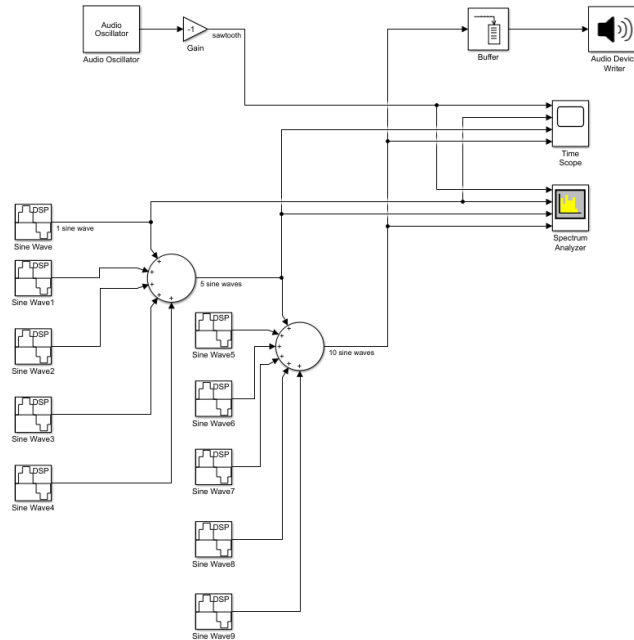 Audio
Oscillator
Audio Oscillator
-1
Gain
sawtooth
Buffer
Audio Device
Writer
Time
Scope
Spectrum
Analyzer
DSP
Sine Wave
1 sine wave
DSP
Sine Wave1
5 sine waves
DSP
Sine Wave2
DSP
Sine Wave3
DSP
Sine Wave4
DSP
Sine Wave5
10 sine waves
DSP
Sine Wave6
DSP
Sine Wave7
DSP
Sine Wave8
DSP
Sine Wave9